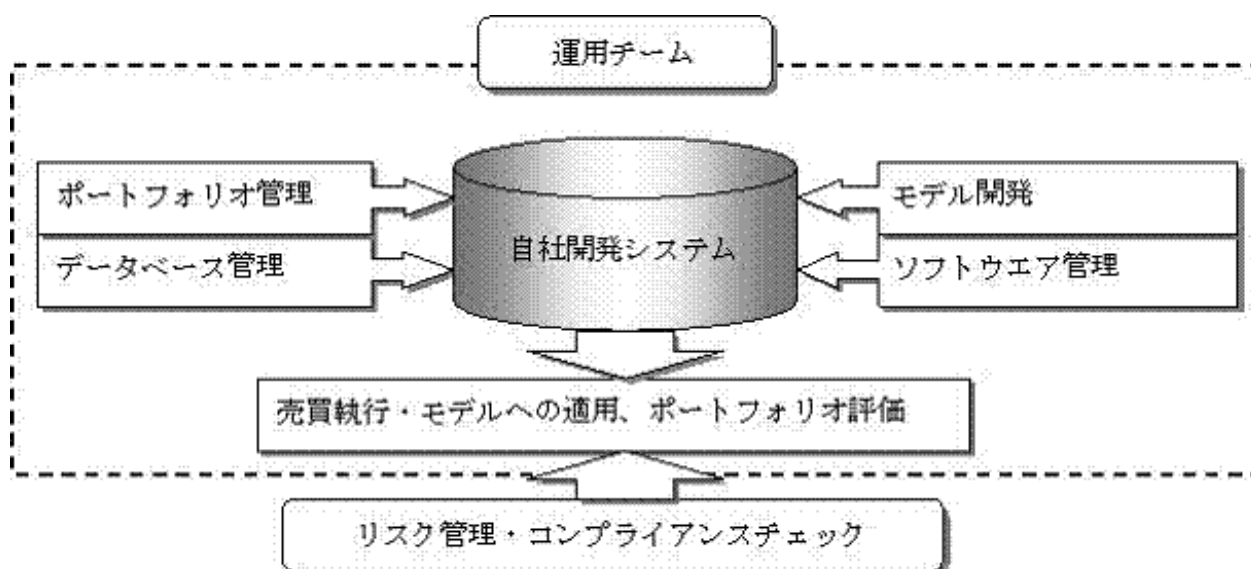 運用チーム
ポートフォリオ管理
モデル開発
自社開発システム
データベース管理
ソフトウエア管理
売買執行・モデルへの適用、ポートフォリオ評価
リスク管理・コンプライアンスチェック